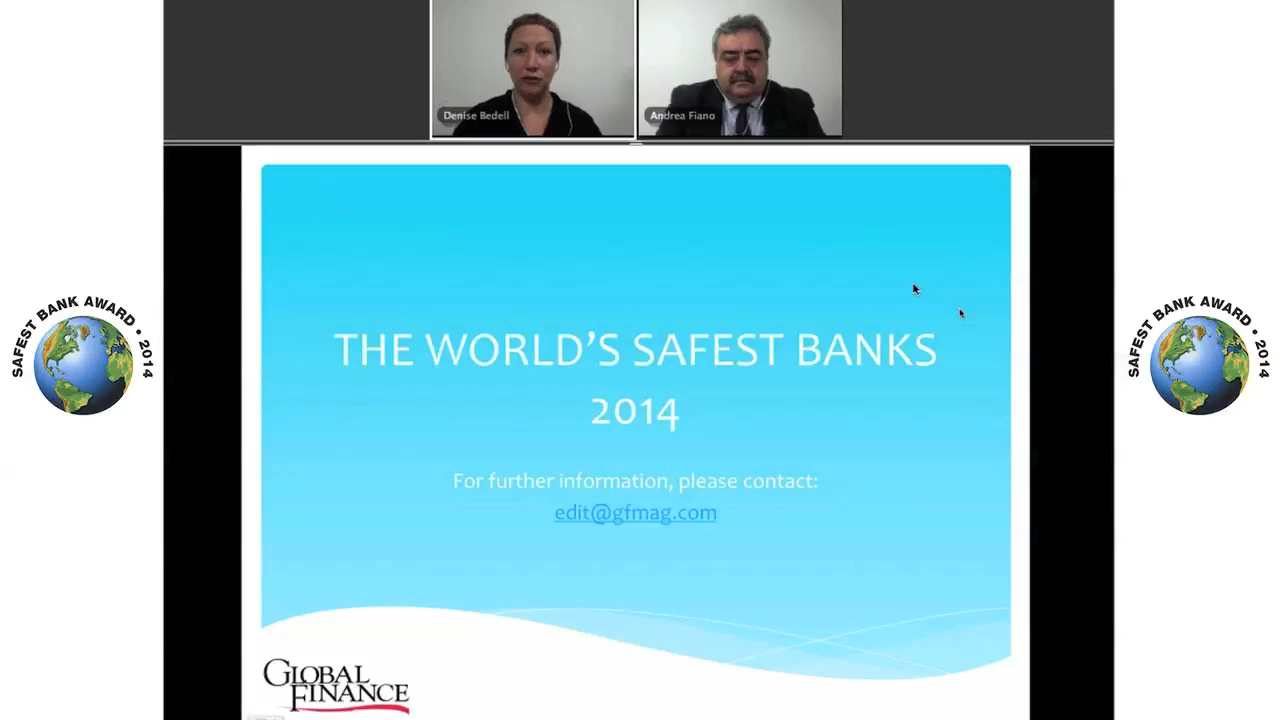 Denise Bedell
Andrea Fiano
SAFEST BANK AWARD • 2014
THE WORLD'S SAFEST BANKS
2014
For further information, please contact:
edit@gfmag.com
SAFEST BANK AWARD • 2014
GLOBAL
FINANCE